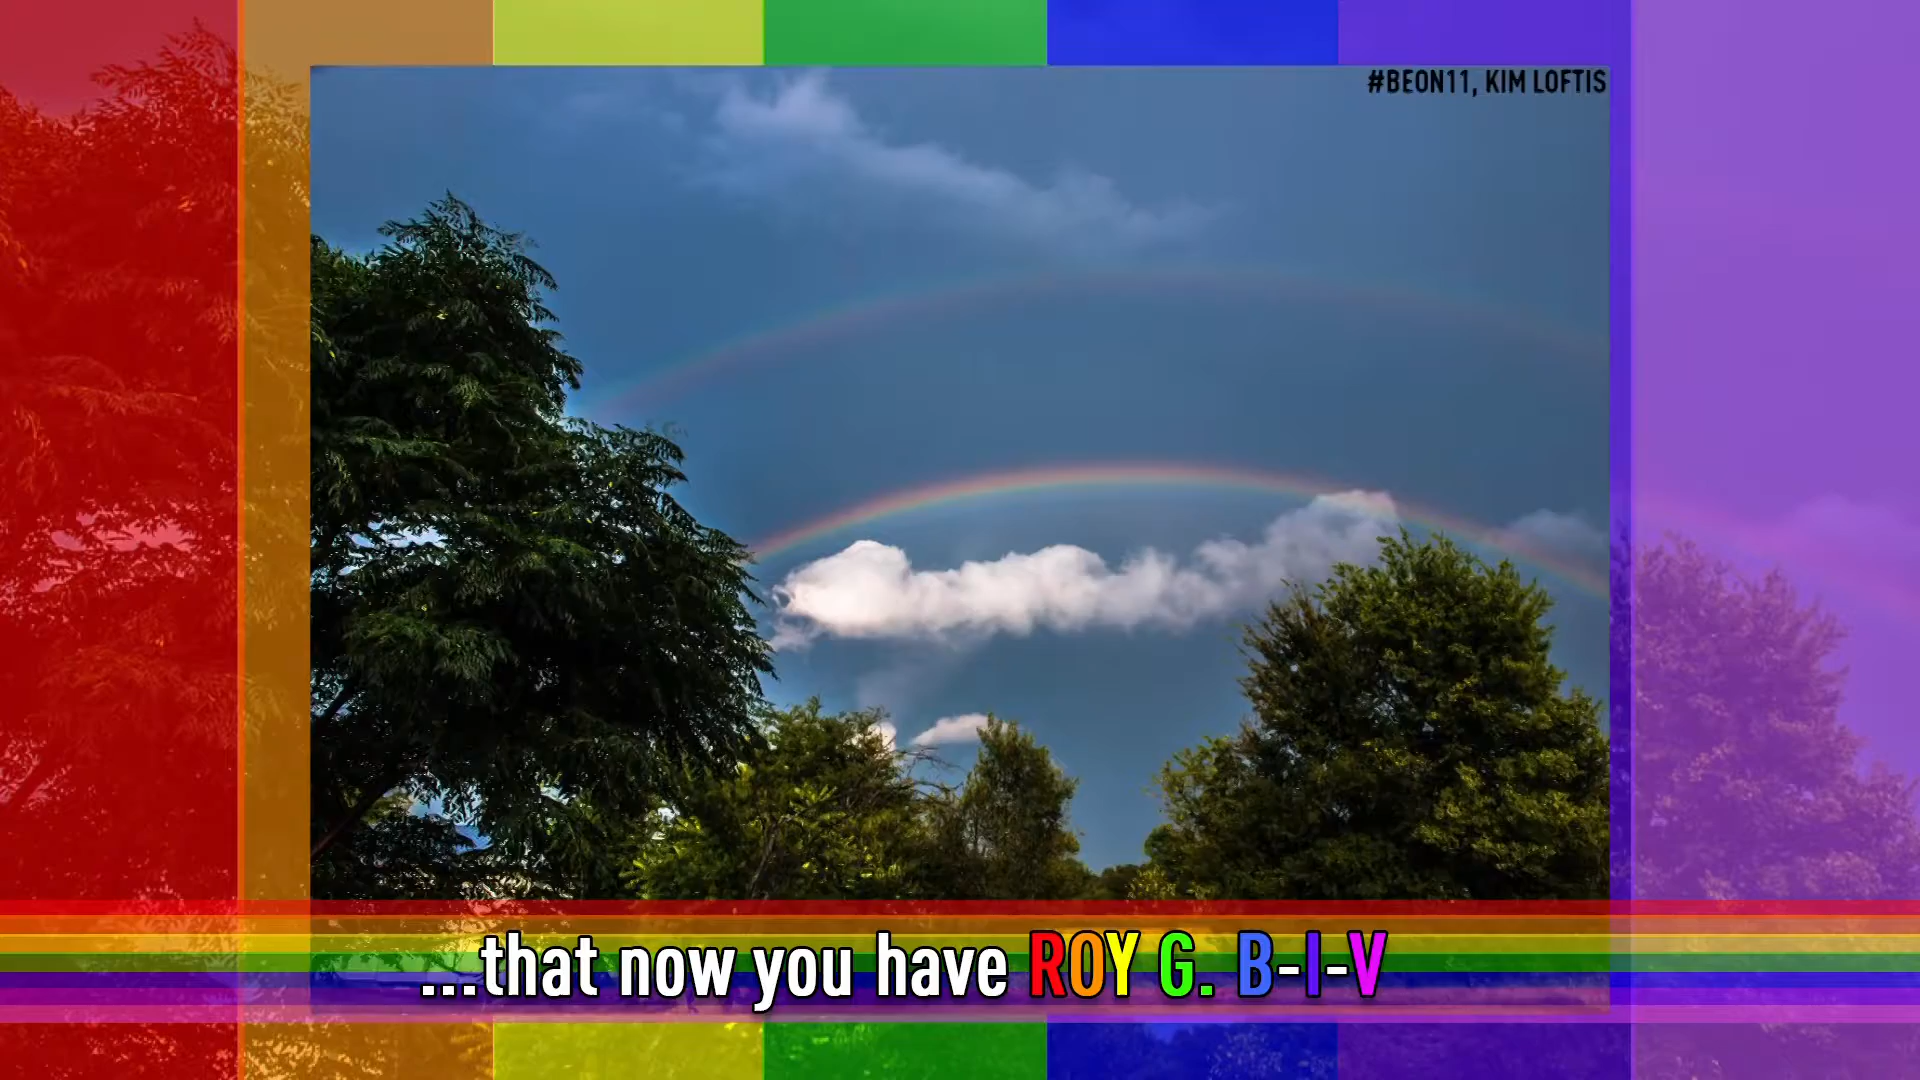 #BEON11, KIM LOFTIS
...that now you have ROY G. B-I-V